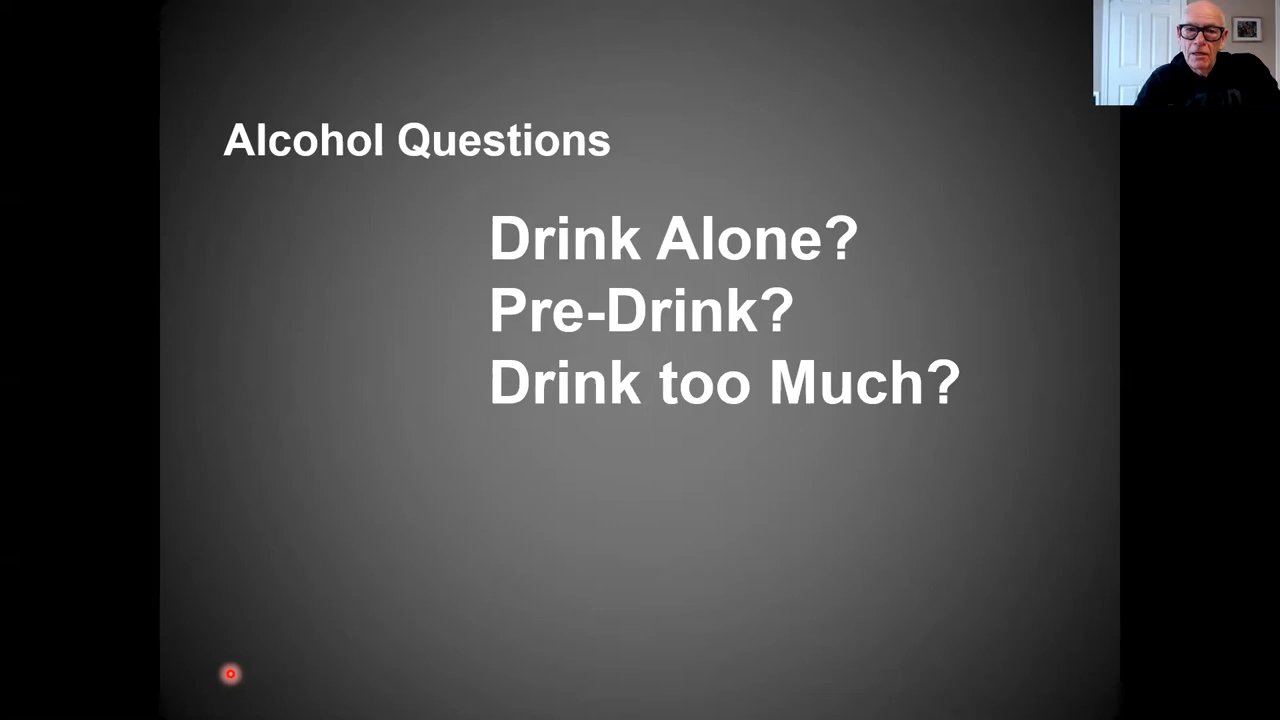 Alcohol Questions
Drink Alone?
Pre-Drink?
Drink too Much?